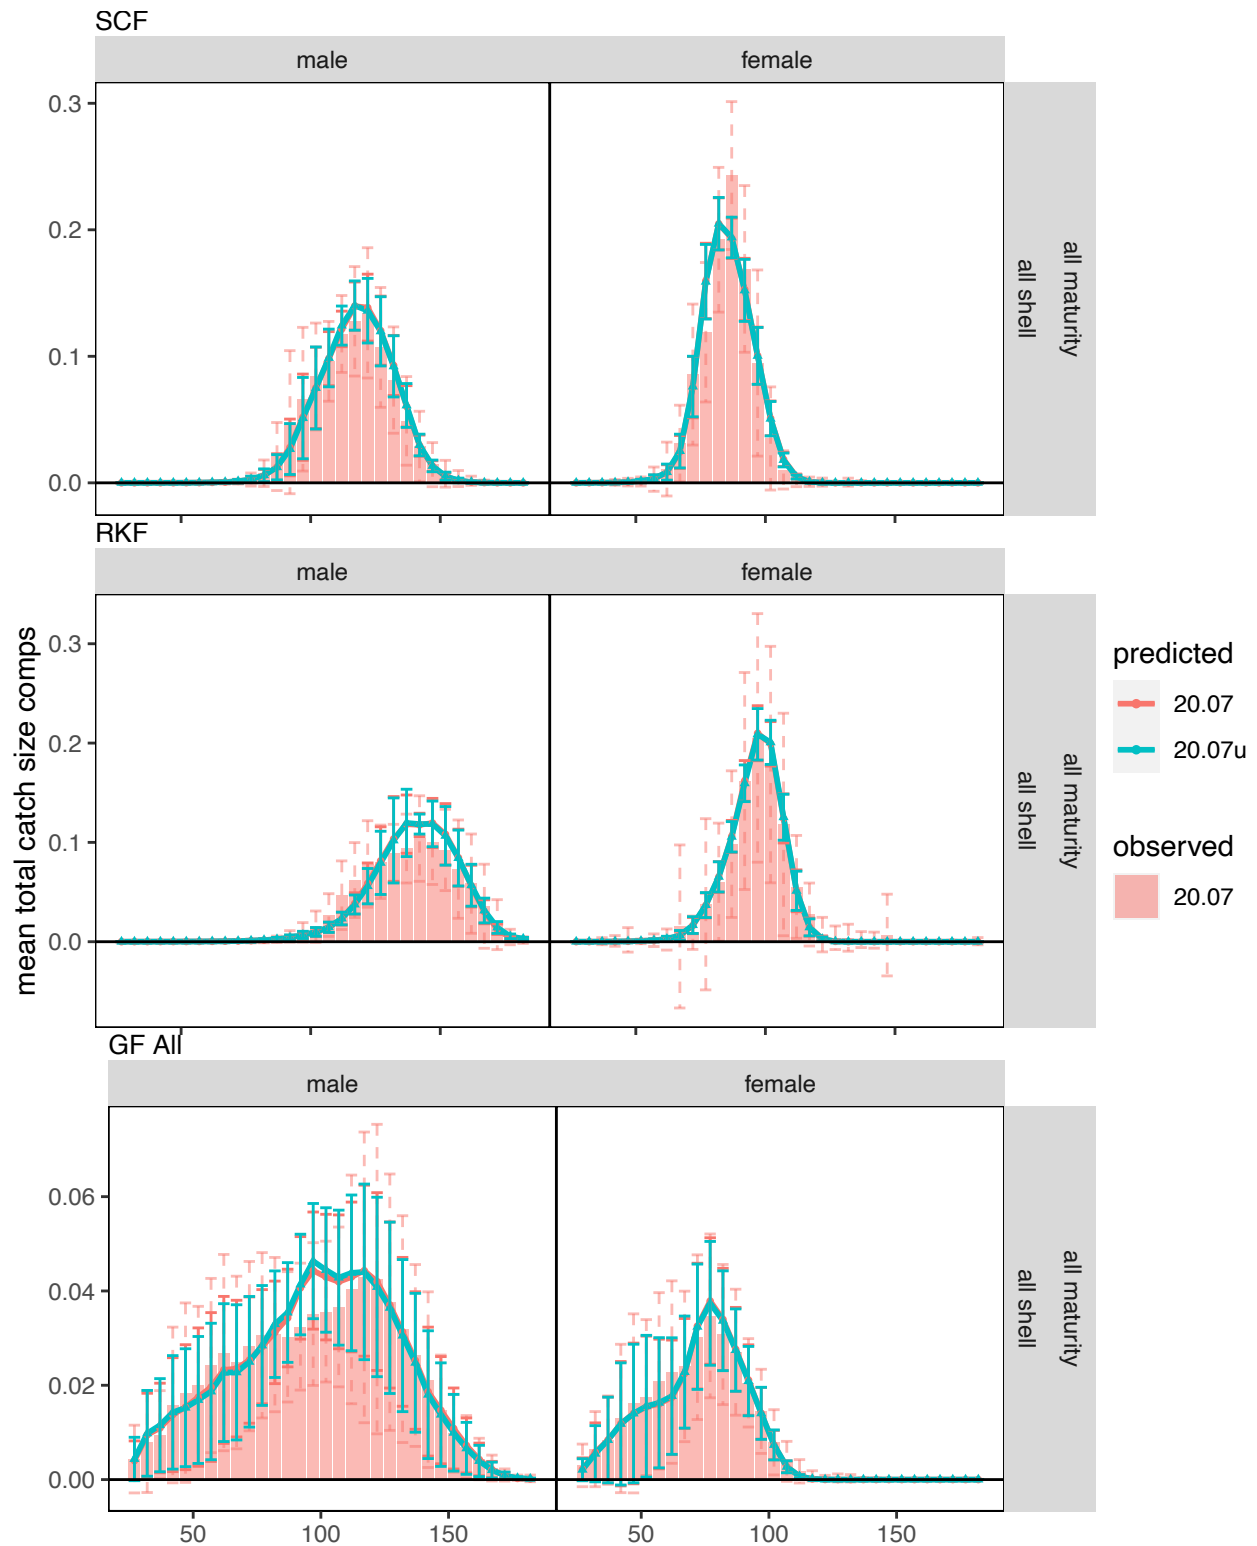 SCF
male
female
0.3
0.2
0.1
0.0
all maturity
all shell
RKF
male
female
0.3
0.2
0.1
0.0
all maturity
all shell
mean total catch size comps
predicted
20.07
20.07u
observed
20.07
GF All
male
female
0.06
0.04
0.02
0.00
all maturity
all shell
50
100
150
50
100
150